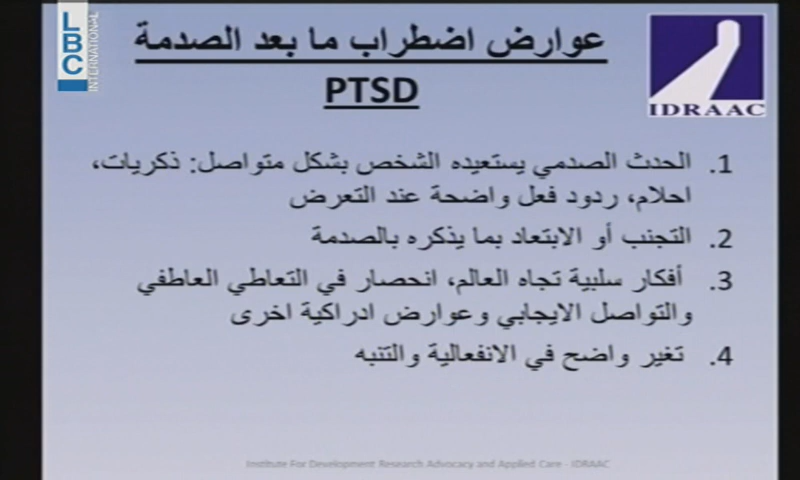 LBC
INTERNATIONAL
IDRAAC
عوارض اضطراب ما بعد الصدمة
PTSD
1. الحدث الصدمي يستعيده الشخص بشكل متواصل: ذكريات،
احلام، ردود فعل واضحة عند التعرض
2. التجنب أو الابتعاد بما يذكره بالصدمة
3. أفكار سلبية تجاه العالم، انحصار في التعاطي العاطفي
والتواصل الايجابي وعوارض ادراكية اخرى
4. تغير واضح في الانفعالية والتنبه
Institute For Development Research Advocacy and Applied Care - IDRAAC